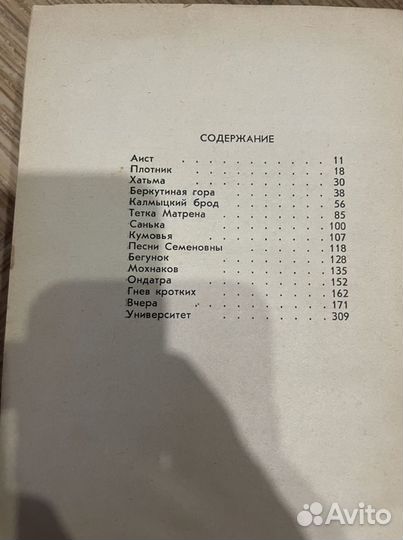 СОДЕРЖАНИЕ
Аист . . . . . . . . . . 11
Плотник . . . . . . . . . 18
Хатьма . . . . . . . . . 30
Беркутиная гора . . . . . . . 38
Калмыцкий брод . . . . . . . 56
Тетка Матрена . . . . . . . 85
Санька . . . . . . . . . 100
Кумовья . . . . . . . . . 107
Песни Семеновны . . . . . . . 118
Бегунок . . . . . . . . . 128
Мохнаков . . . . . . . . 135
Ондатра . . . . . . . . . 152
Гнев кротких . . . . . . . . 162
Вчера . . . . . . . . . 171
Университет . . . . . . . . 309
Avito